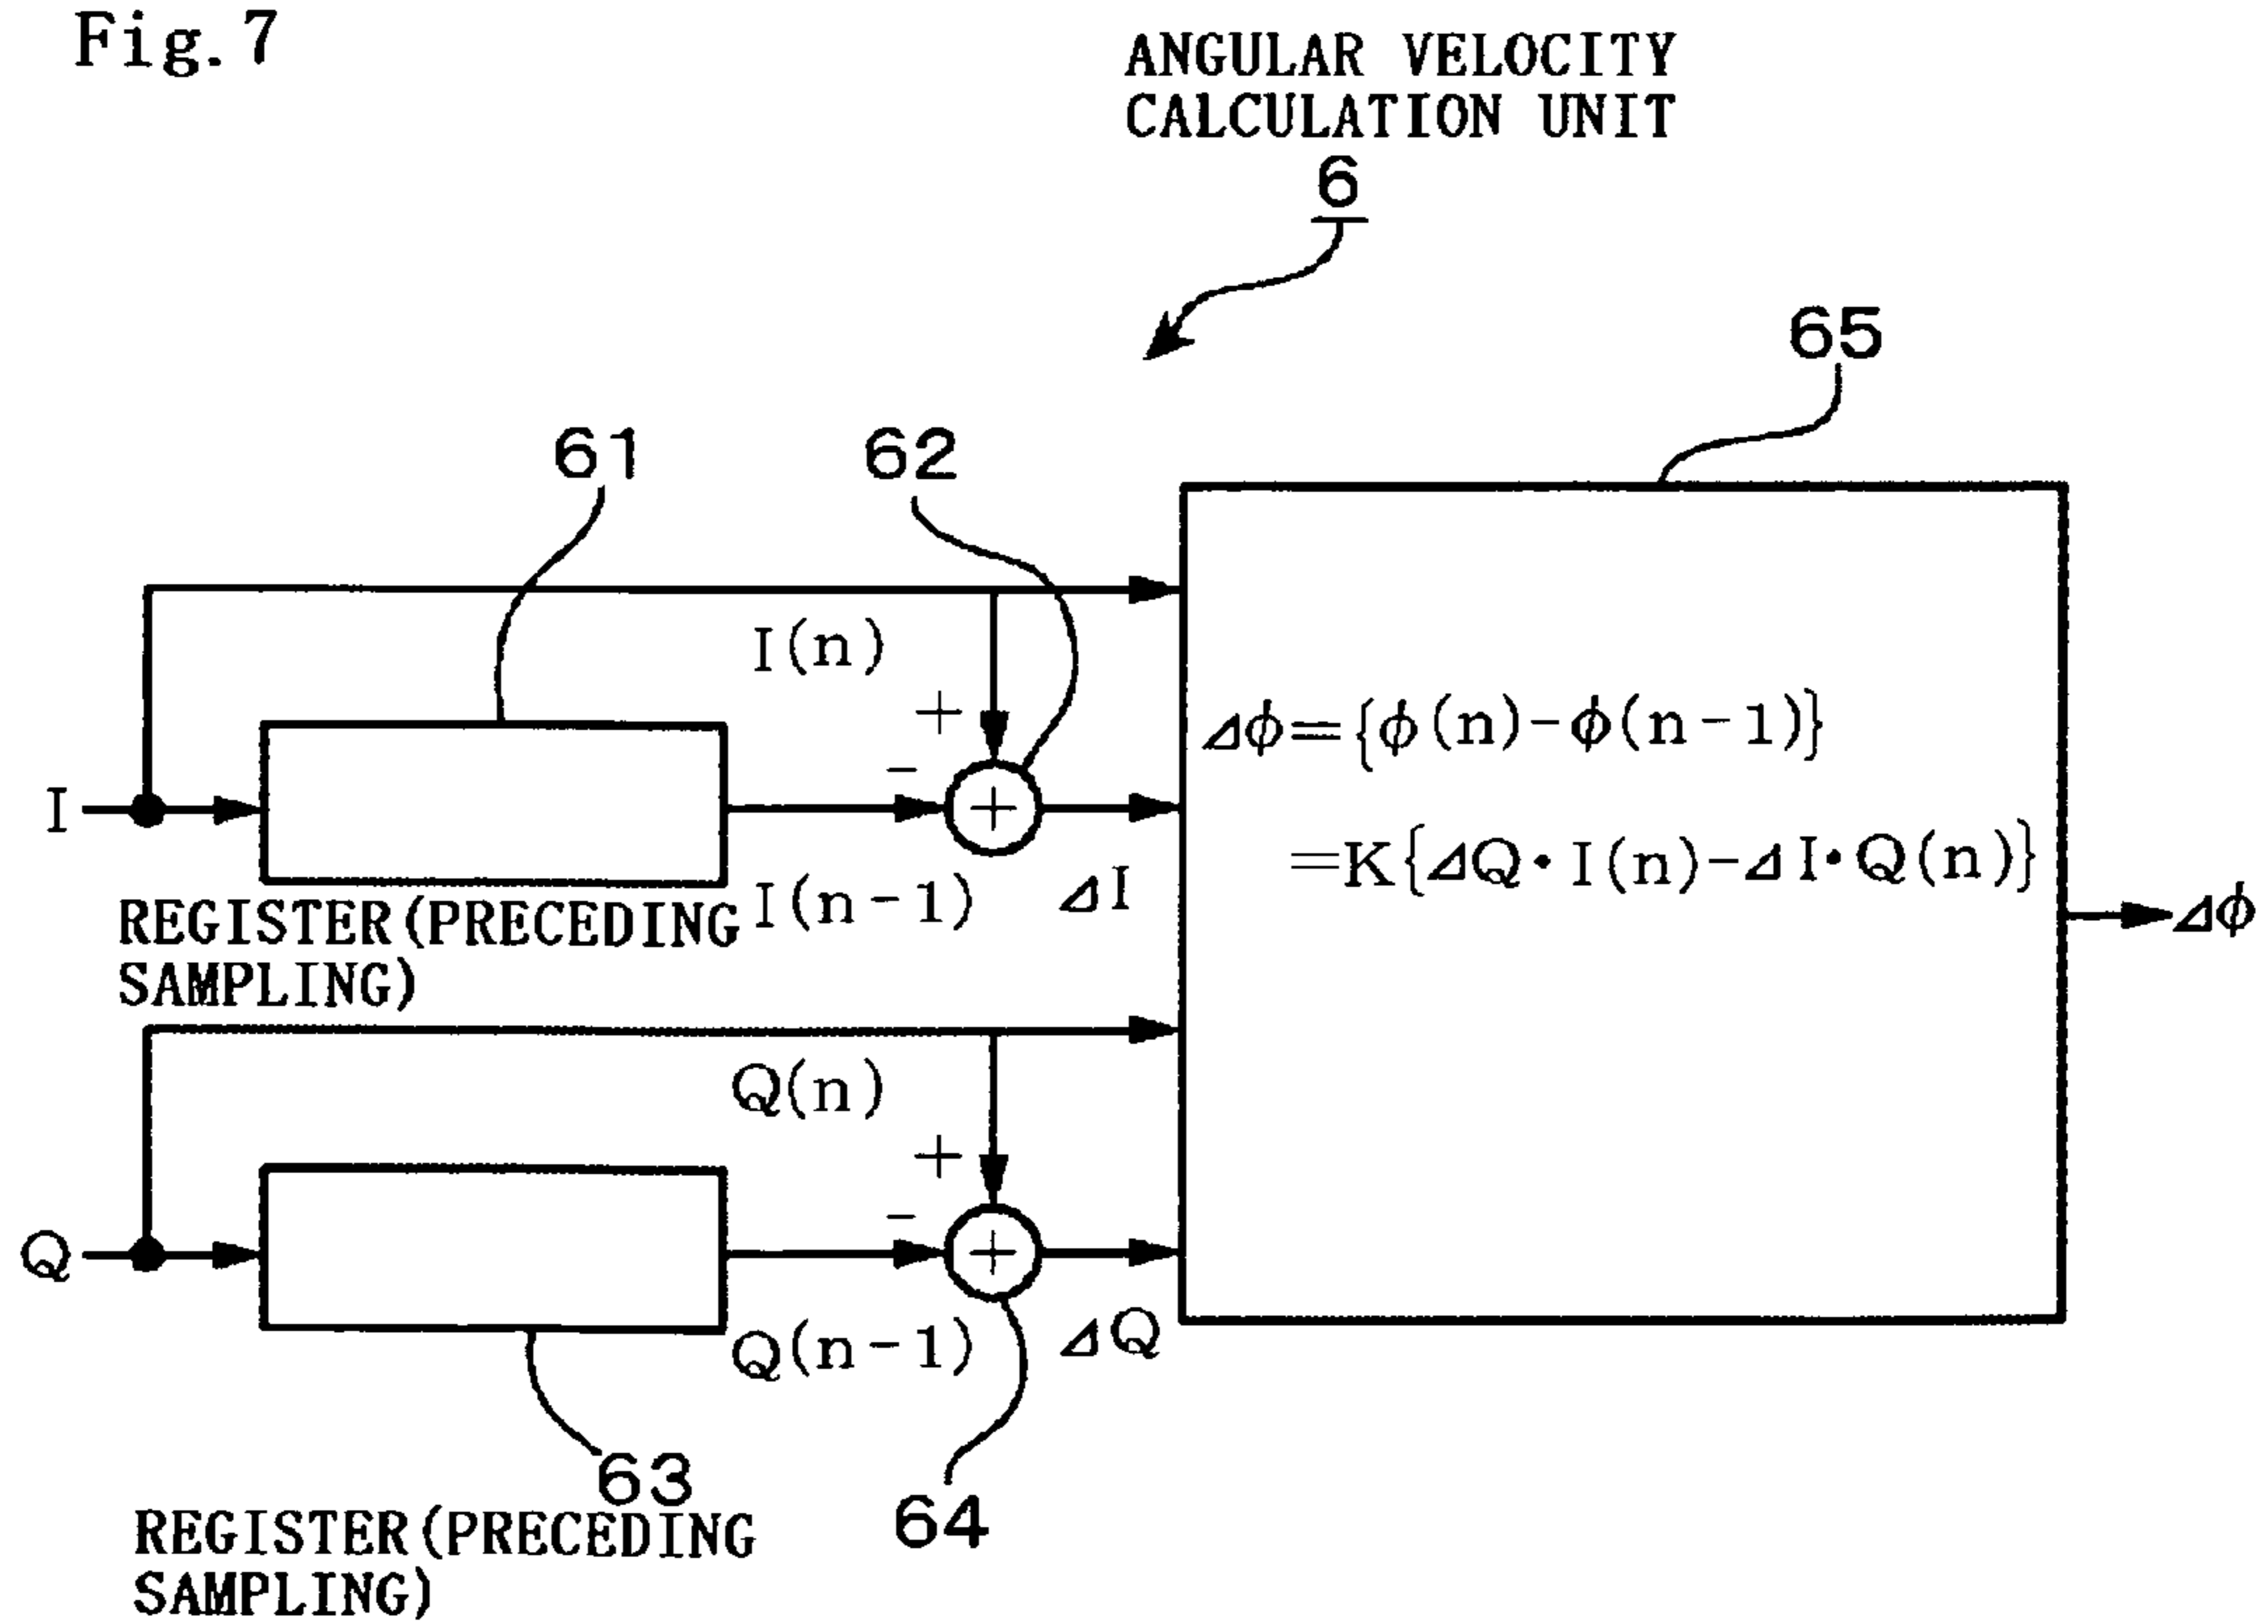 Fig. 7
ANGULAR VELOCITY
CALCULATION UNIT
6
65
61
62
I(n)
+
-
I
+
I(n-1)
ΔI
REGISTER(PRECEDING
SAMPLING)
Δϕ={ϕ(n)-ϕ(n-1)}
=K{ΔQ・I(n)-ΔI・Q(n)}
Δϕ
Q(n)
+
-
Q
+
Q(n-1)
ΔQ
63
64
REGISTER(PRECEDING
SAMPLING)